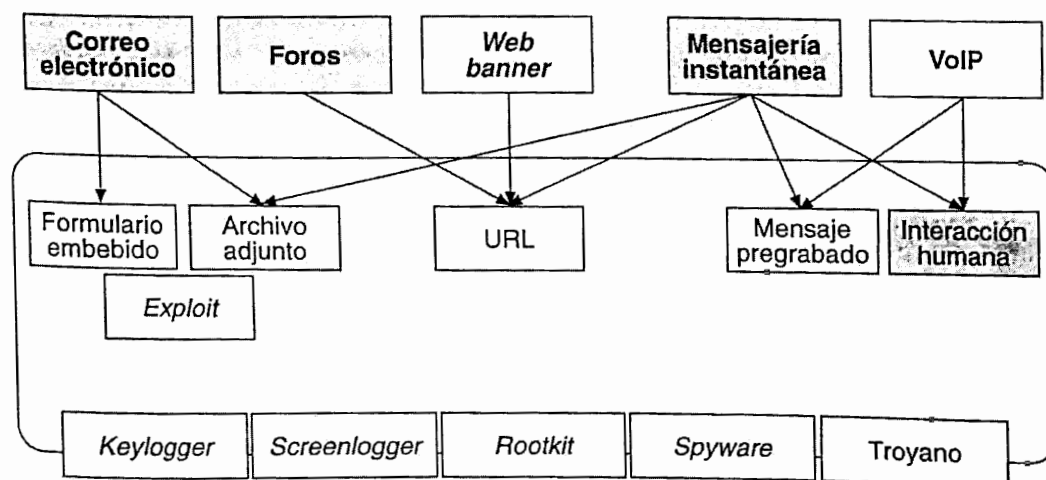 Correo
electrónico
Foros
Web
banner
Mensajería
instantánea
VoIP
Formulario
embebido
Archivo
adjunto
URL
Mensaje
pregrabado
Interacción
humana
Exploit
Keylogger
Screenlogger
Rootkit
Spyware
Troyano